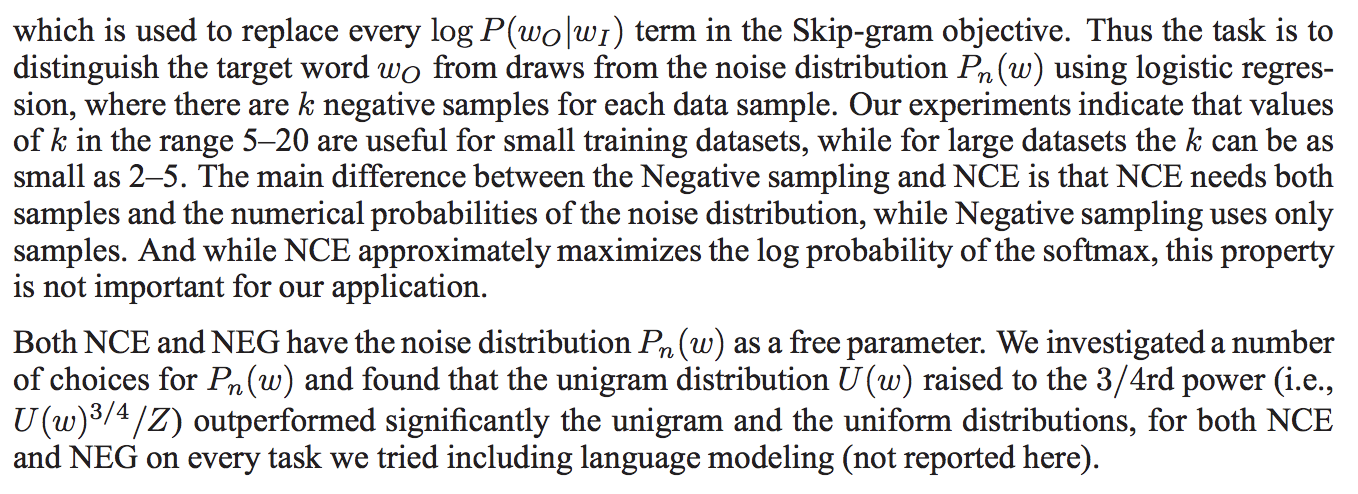 which is used to replace every log P(w_O|w_I) term in the Skip-gram objective. Thus the task is to
distinguish the target word w_O from draws from the noise distribution P_n(w) using logistic regres-
sion, where there are k negative samples for each data sample. Our experiments indicate that values
of k in the range 5–20 are useful for small training datasets, while for large datasets the k can be as
small as 2–5. The main difference between the Negative sampling and NCE is that NCE needs both
samples and the numerical probabilities of the noise distribution, while Negative sampling uses only
samples. And while NCE approximately maximizes the log probability of the softmax, this property
is not important for our application.
Both NCE and NEG have the noise distribution P_n(w) as a free parameter. We investigated a number
of choices for P_n(w) and found that the unigram distribution U(w) raised to the 3/4rd power (i.e.,
U(w)^{3/4}/Z) outperformed significantly the unigram and the uniform distributions, for both NCE
and NEG on every task we tried including language modeling (not reported here).